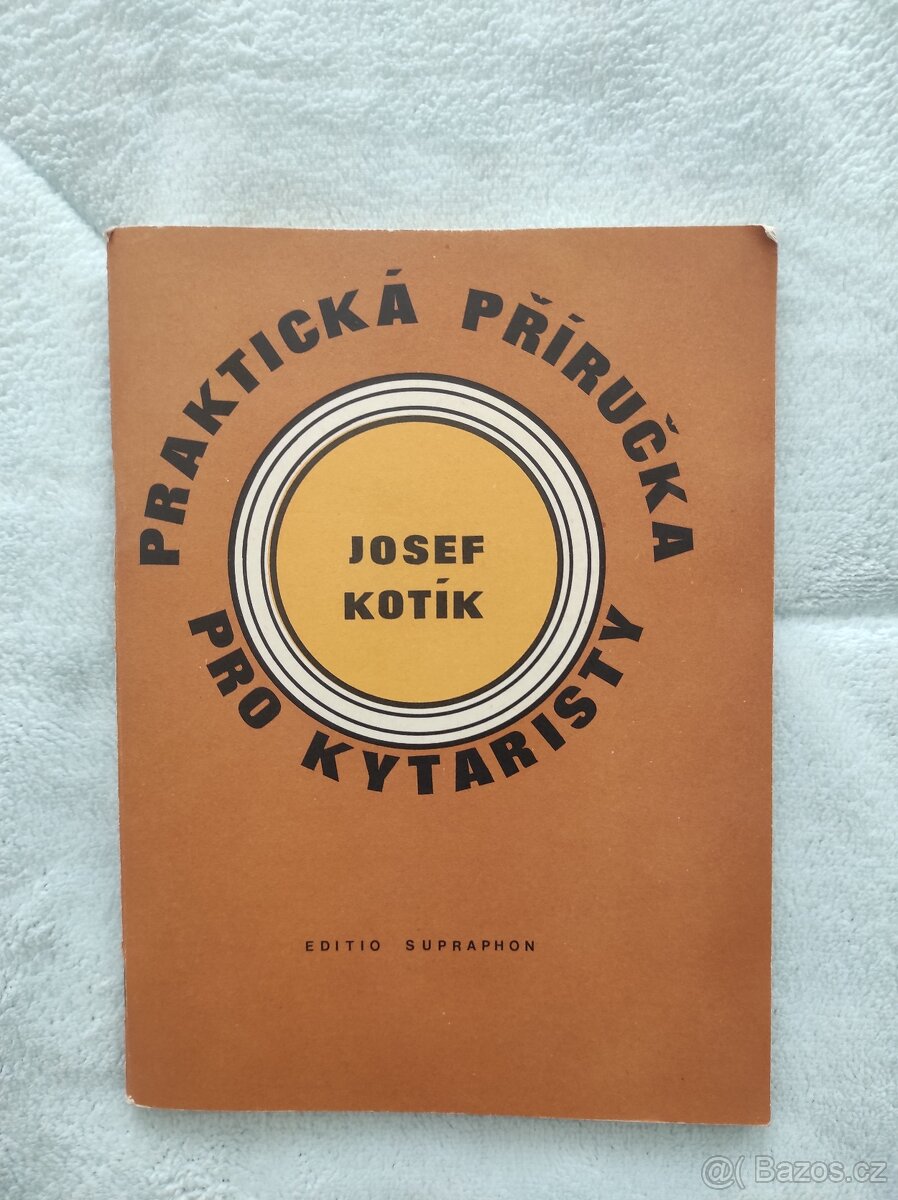 PRAKTICKÁ PŘÍRUČKA
JOSEF
KOTÍK
PRO KYTARISTY
EDITIO SUPRAPHON
@( Bazos.cz